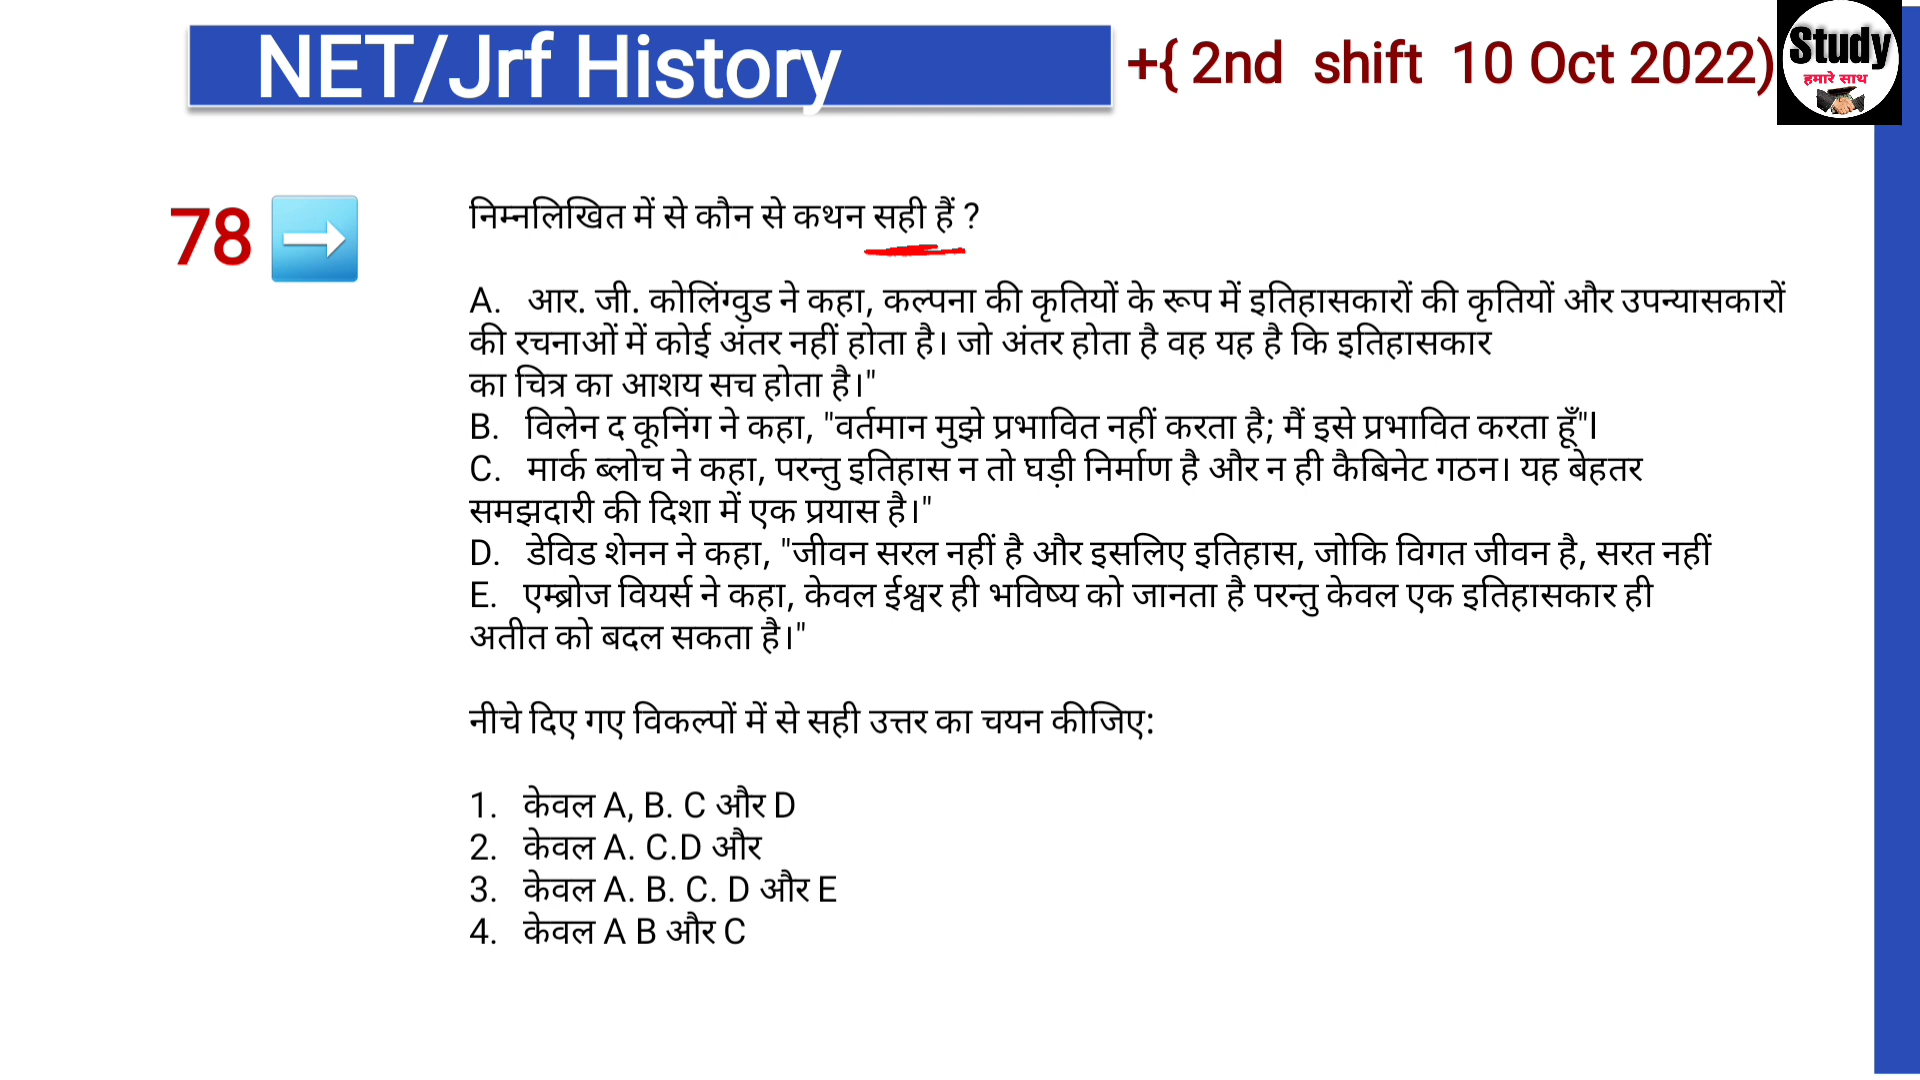 NET/Jrf History
+{ 2nd shift 10 Oct 2022)
Study
हमारे साथ
78
निम्नलिखित में से कौन से कथन सही हैं ?
A. आर. जी. कोलिंग्वुड ने कहा, कल्पना की कृतियों के रूप में इतिहासकारों की कृतियों और उपन्यासकारों
की रचनाओं में कोई अंतर नहीं होता है। जो अंतर होता है वह यह है कि इतिहासकार
का चित्र का आशय सच होता है।"
B. विलेन द कूनिंग ने कहा, "वर्तमान मुझे प्रभावित नहीं करता है; मैं इसे प्रभावित करता हूँ"l
C. मार्क ब्लोच ने कहा, परन्तु इतिहास न तो घड़ी निर्माण है और न ही कैबिनेट गठन। यह बेहतर
समझदारी की दिशा में एक प्रयास है।"
D. डेविड शेनन ने कहा, "जीवन सरल नहीं है और इसलिए इतिहास, जोकि विगत जीवन है, सरत नहीं
E. एम्ब्रोज वियर्स ने कहा, केवल ईश्वर ही भविष्य को जानता है परन्तु केवल एक इतिहासकार ही
अतीत को बदल सकता है।"
नीचे दिए गए विकल्पों में से सही उत्तर का चयन कीजिए:
1. केवल A, B. C और D
2. केवल A. C.D और
3. केवल A. B. C. D और E
4. केवल A B और C